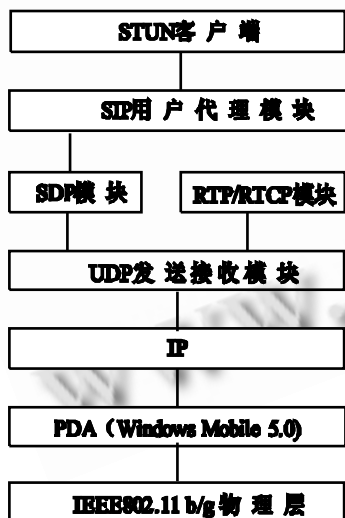 STUN客户端
SIP用户代理模块
SDP模块
RTP/RTCP模块
UDP发送接收模块
IP
PDA（Windows Mobile 5.0）
IEEE802.11 b/g物理层